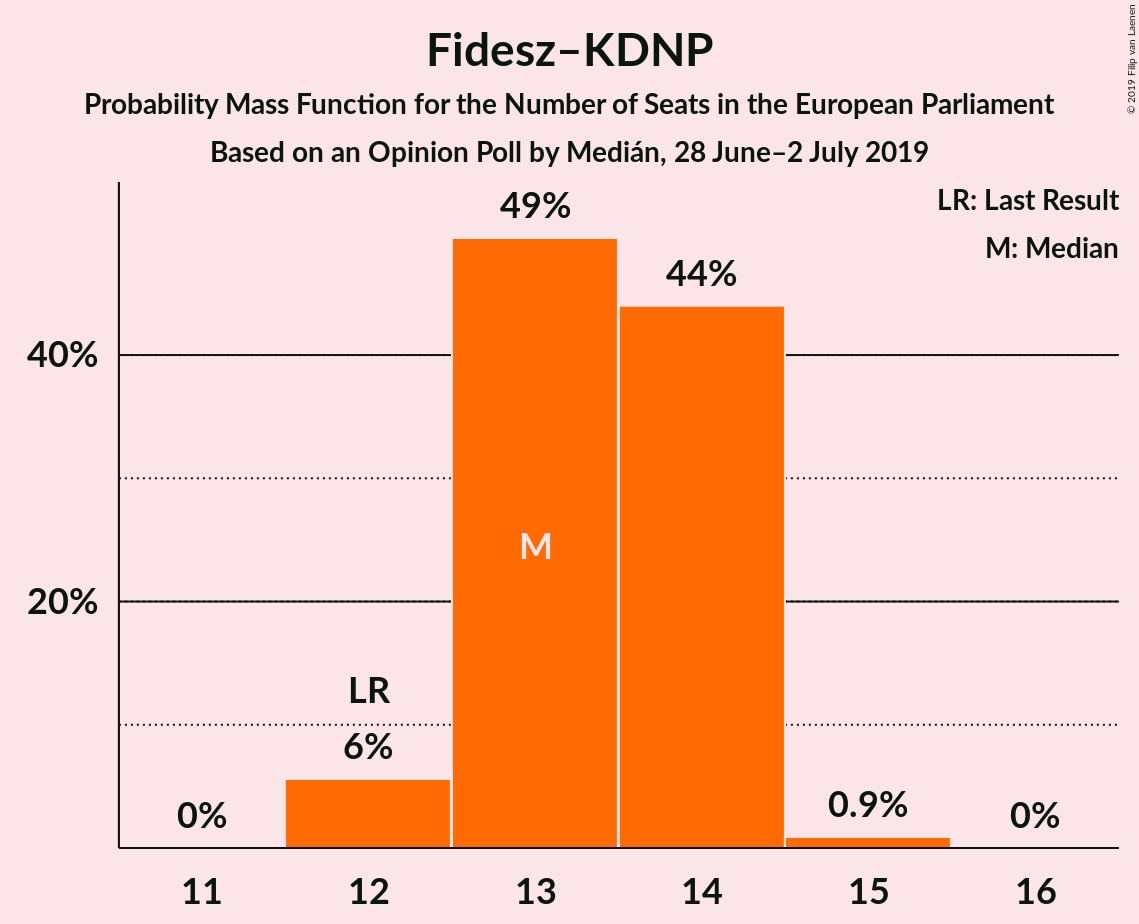 Fidesz–KDNP
Probability Mass Function for the Number of Seats in the European Parliament
Based on an Opinion Poll by Medián, 28 June–2 July 2019
© 2019 Filip van Laenen
LR: Last Result
M: Median
49%
44%
40%
M
20%
LR
6%
0%
0.9%
0%
11
12
13
14
15
16